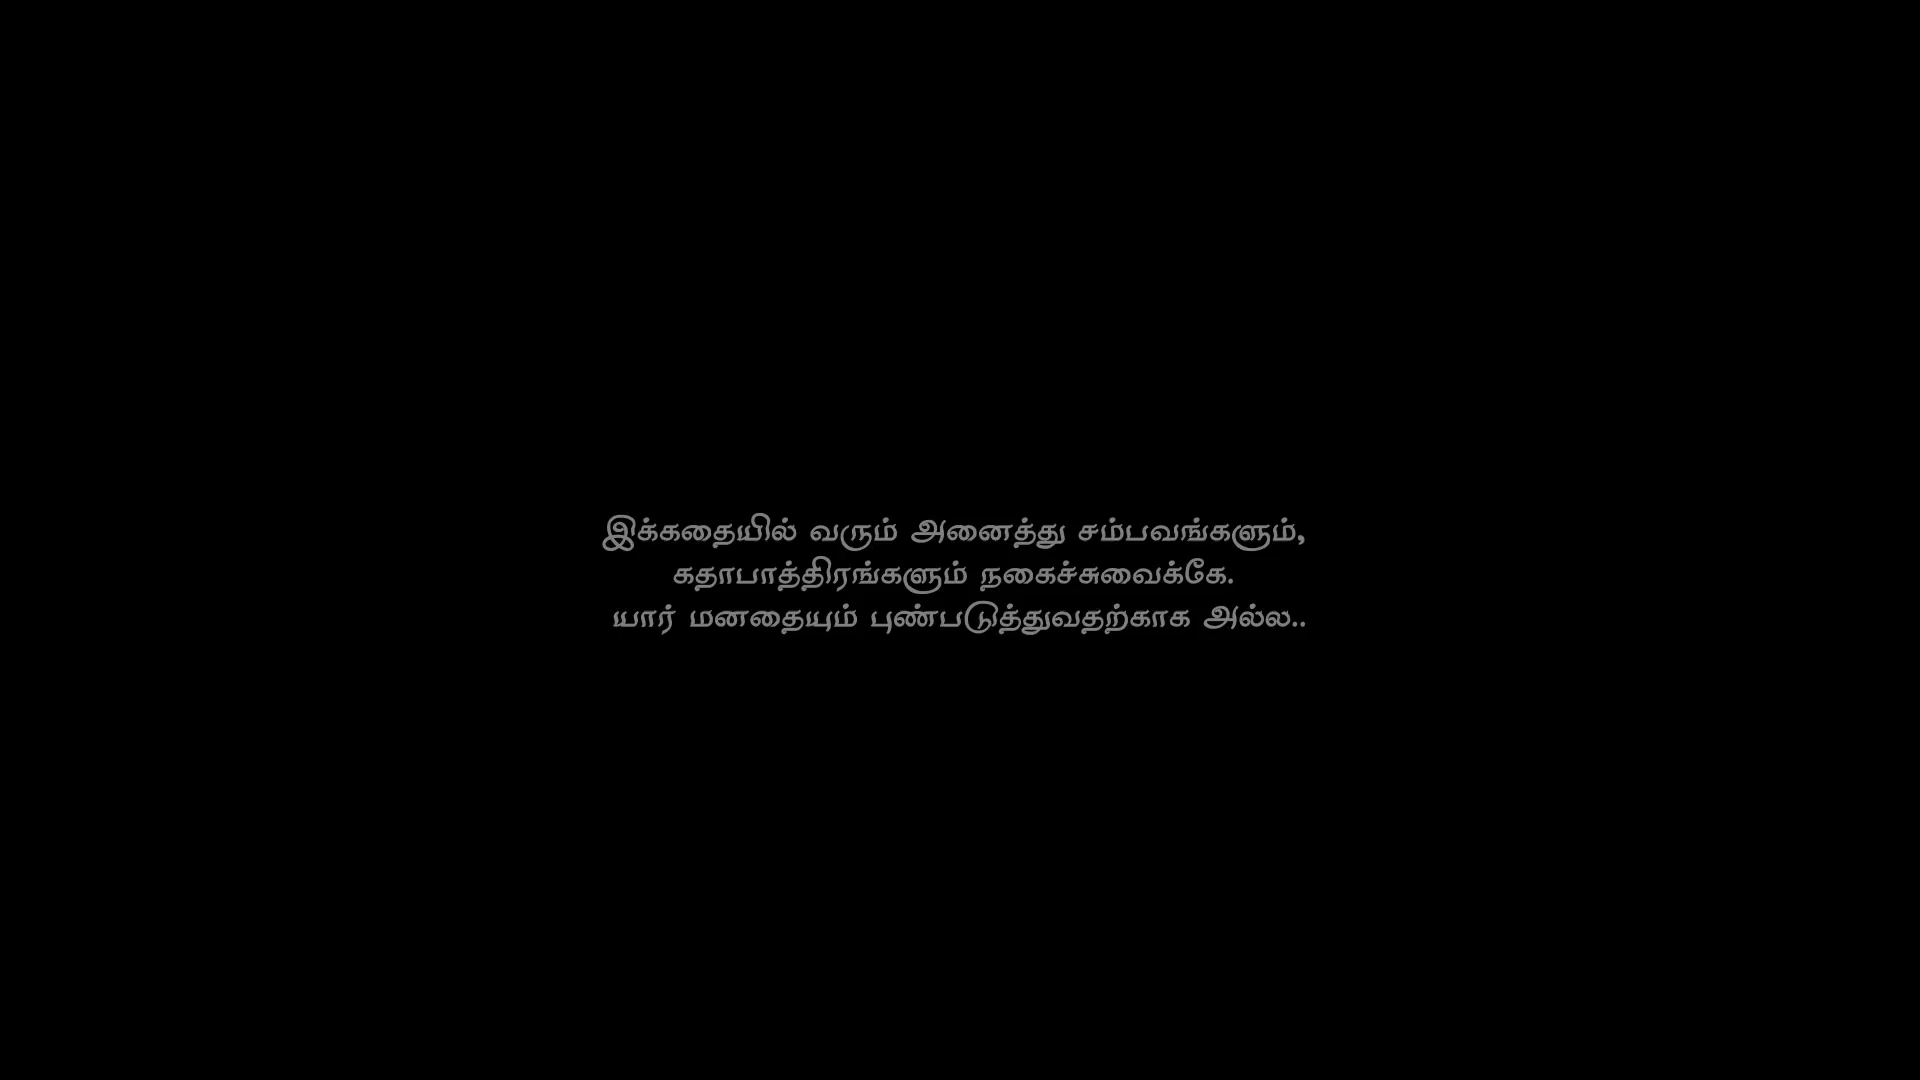 இக்கதையில் வரும் அனைத்து சம்பவங்களும்,
கதாபாத்திரங்களும் நகைச்சுவைக்கே.
யார் மனதையும் புண்படுத்துவதற்காக அல்ல..